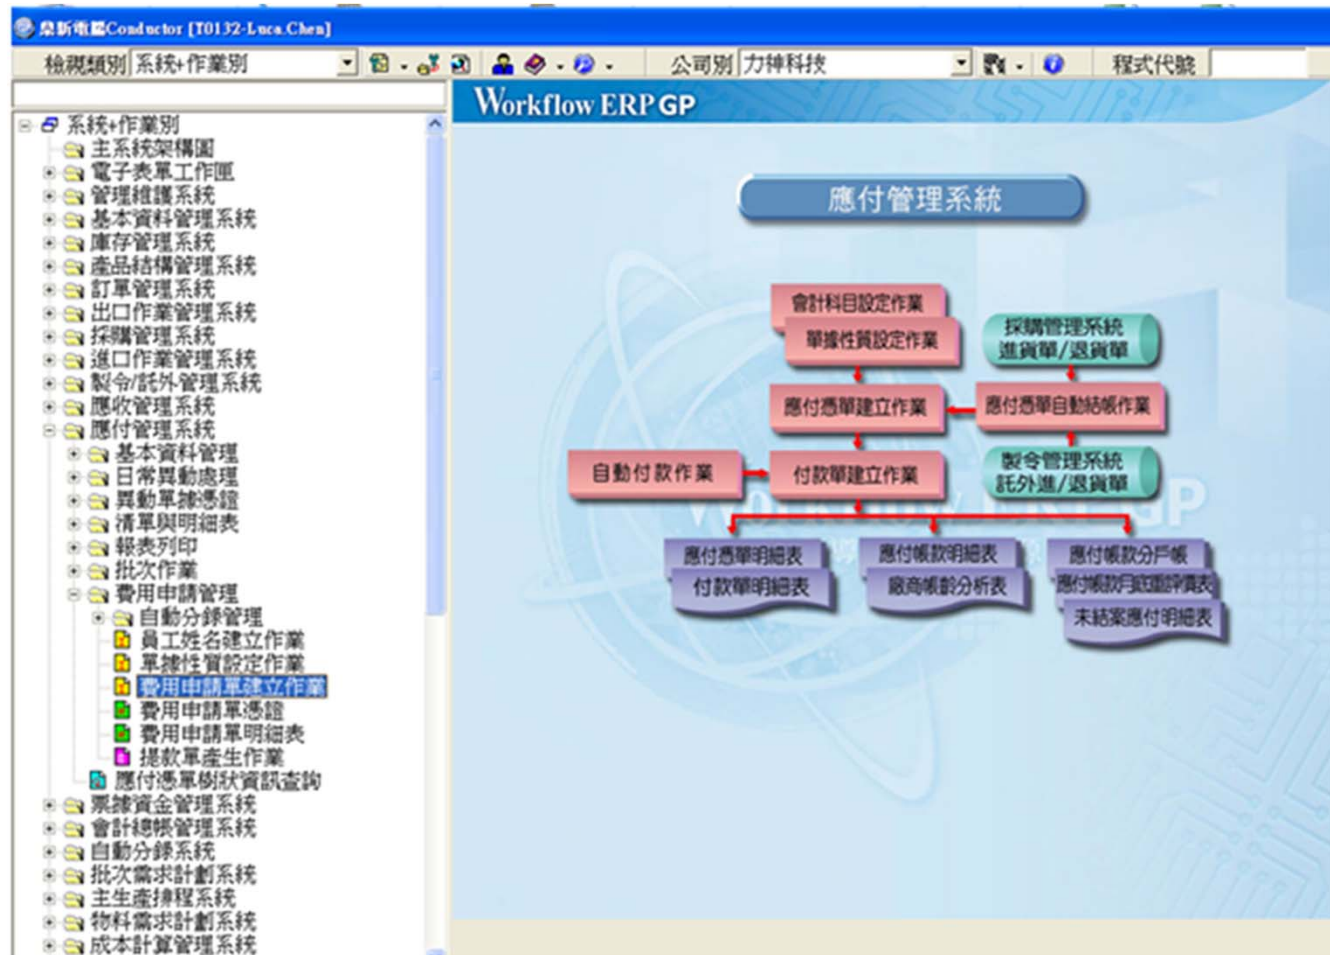 鼎新電腦Conductor [T0132-Luca.Chen]
檢視類別 系統+作業別 公司別 力神科技 程式代號
Workflow ERP GP
系統+作業別
主系統架構圖
電子表單工作匣
管理維護系統
基本資料管理系統
庫存管理系統
產品結構管理系統
訂單管理系統
出口作業管理系統
採購管理系統
進口作業管理系統
製令/託外管理系統
應收管理系統
應付管理系統
基本資料管理
日常異動處理
異動單據憑證
清單與明細表
報表列印
批次作業
費用申請管理
自動分錄管理
員工姓名建立作業
單據性質設定作業
費用申請單建立作業
費用申請單憑證
費用申請單明細表
提款單產生作業
應付憑單樹狀資訊查詢
票據資金管理系統
會計總帳管理系統
自動分錄系統
批次需求計劃系統
主生產排程系統
物料需求計劃系統
成本計算管理系統
應付管理系統
會計科目設定作業
單據性質設定作業
採購管理系統
進貨單/退貨單
應付憑單建立作業
應付憑單自動結帳作業
自動付款作業
付款單建立作業
製令管理系統
託外進/退貨單
應付憑單明細表
付款單明細表
應付帳款明細表
廠商帳齡分析表
應付帳款分戶帳
應付帳款月底重評價表
未結案應付明細表